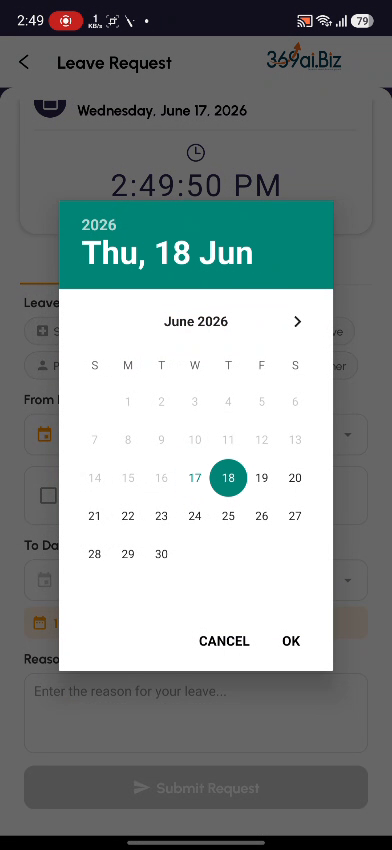 2:49 1 KB/s 79
Leave Request 369ai.Biz
Wednesday, June 17, 2026
2:49:50 PM
2026
Thu, 18 Jun
June 2026
Leave
S M T W T F S
1 2 3 4 5 6
From
7 8 9 10 11 12 13
14 15 16 17 18 19 20
21 22 23 24 25 26 27
To Da
28 29 30
1
CANCEL OK
Reaso
Enter the reason for your leave...
Submit Request